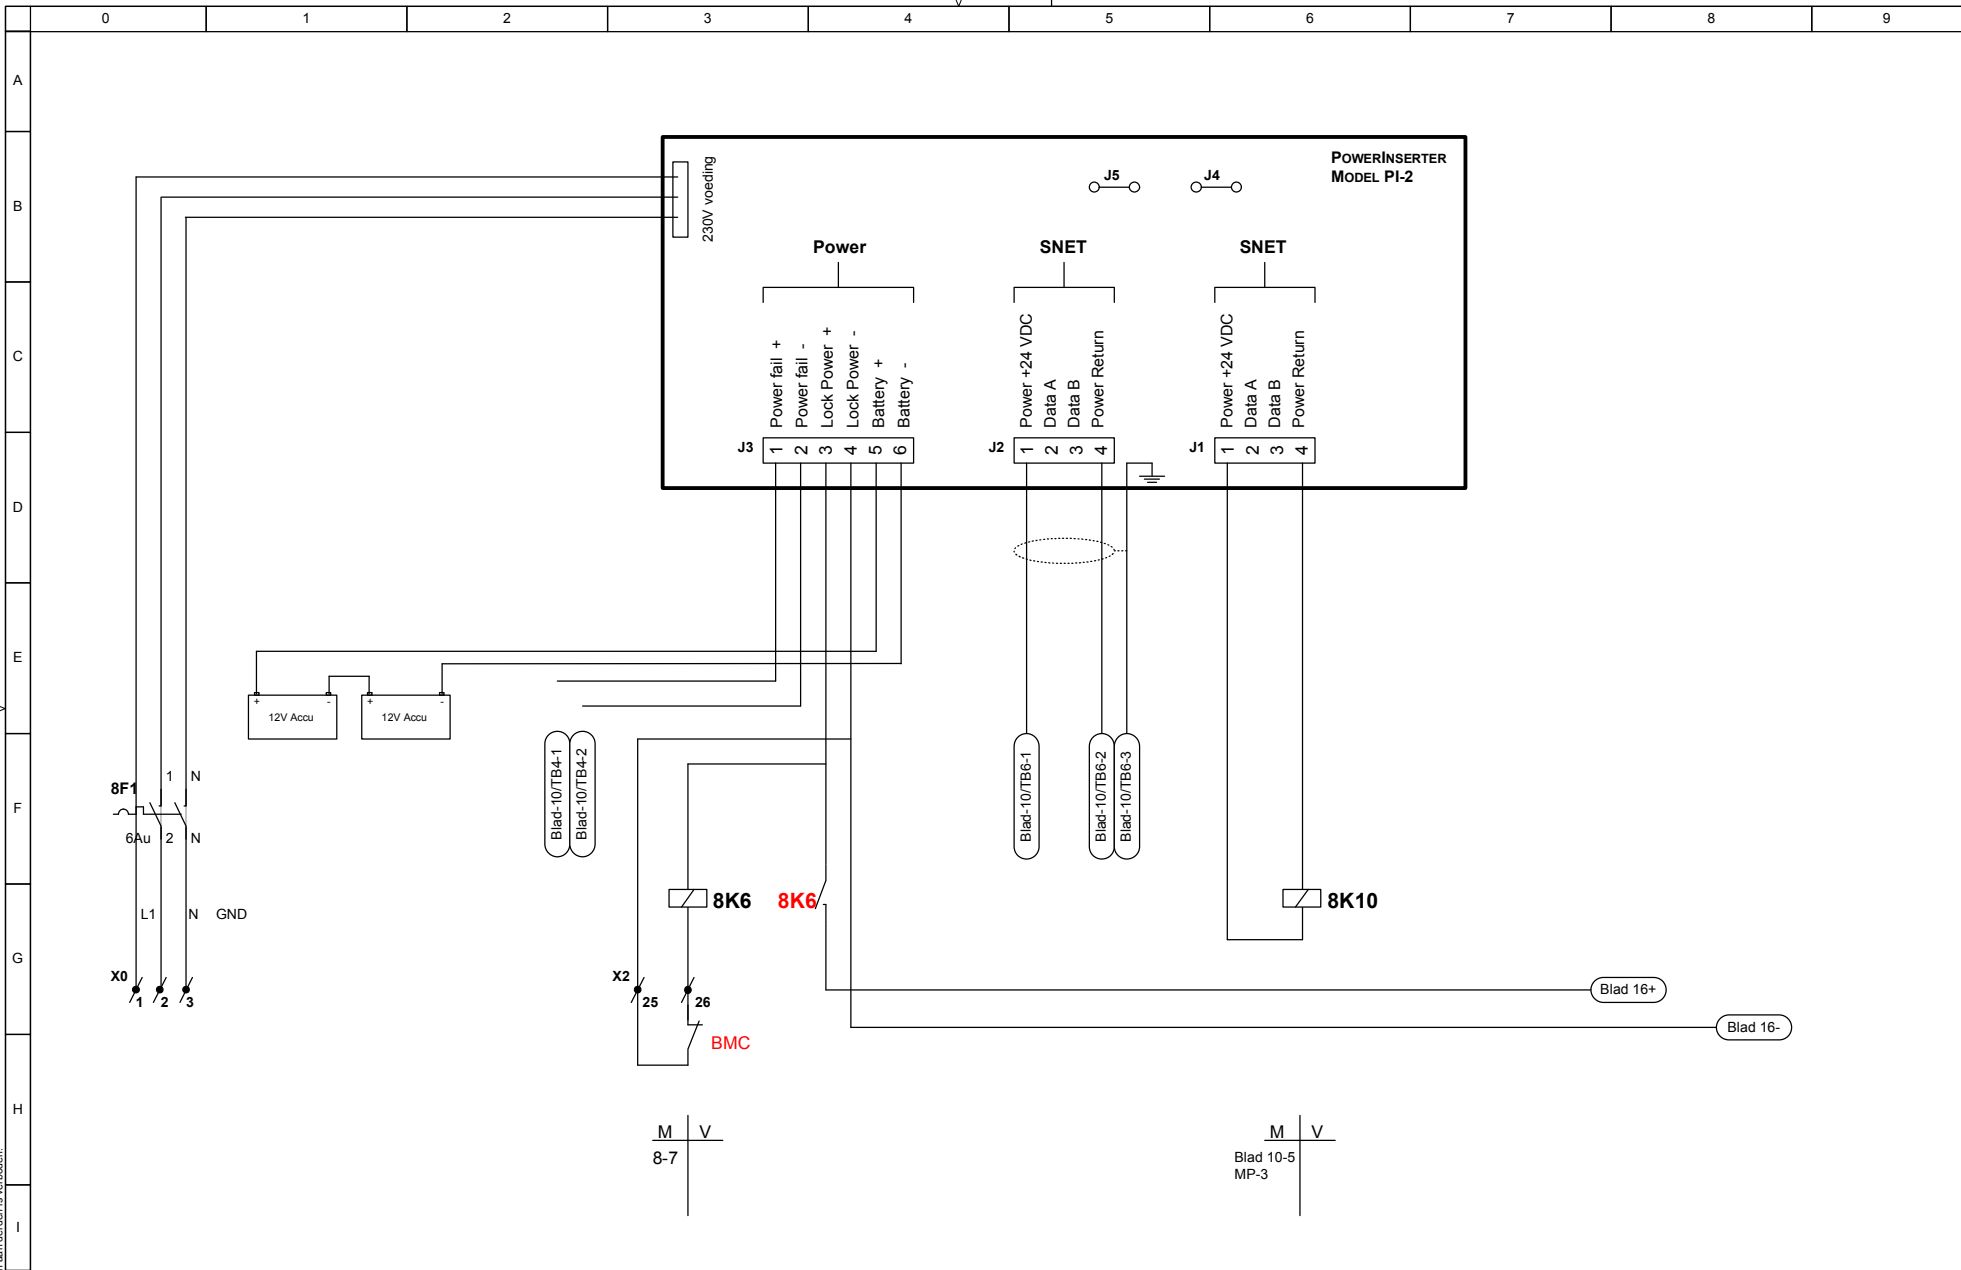 0 1 2 3 4 5 6 7 8 9
A
B
C
D
E
F
G
H
I
POWERINSERTER
MODEL PI-2
230V voeding
J5
J4
Power
SNET
SNET
Power fail +
Power fail -
Lock Power +
Lock Power -
Battery +
Battery -
Power +24 VDC
Data A
Data B
Power Return
Power +24 VDC
Data A
Data B
Power Return
J3
1 2 3 4 5 6
J2
1 2 3 4
J1
1 2 3 4
+ -
12V Accu
+ -
12V Accu
Blad-10/TB4-1
Blad-10/TB4-2
Blad-10/TB6-1
Blad-10/TB6-2
Blad-10/TB6-3
8F1
1 N
6Au 2 N
L1 N GND
X0
1 2 3
8K6
8K6
8K10
X2
25 26
BMC
Blad 16+
Blad 16-
M V
8-7
M V
Blad 10-5
MP-3